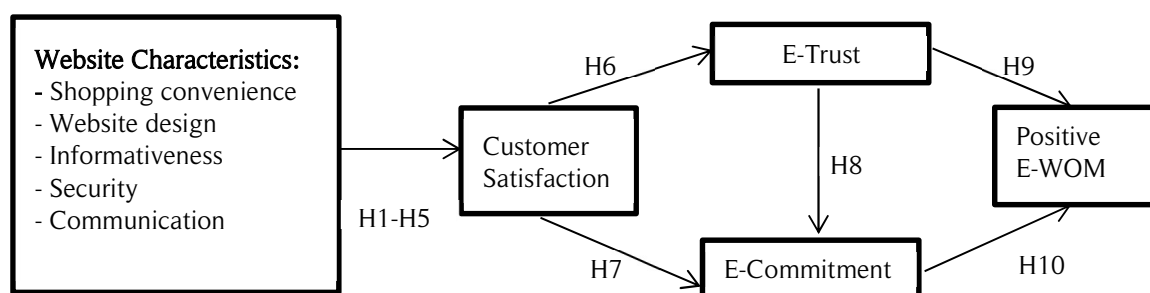 Website Characteristics:
- Shopping convenience
- Website design
- Informativeness
- Security
- Communication
H1-H5
Customer
Satisfaction
H6
H7
E-Trust
H8
E-Commitment
H9
H10
Positive
E-WOM